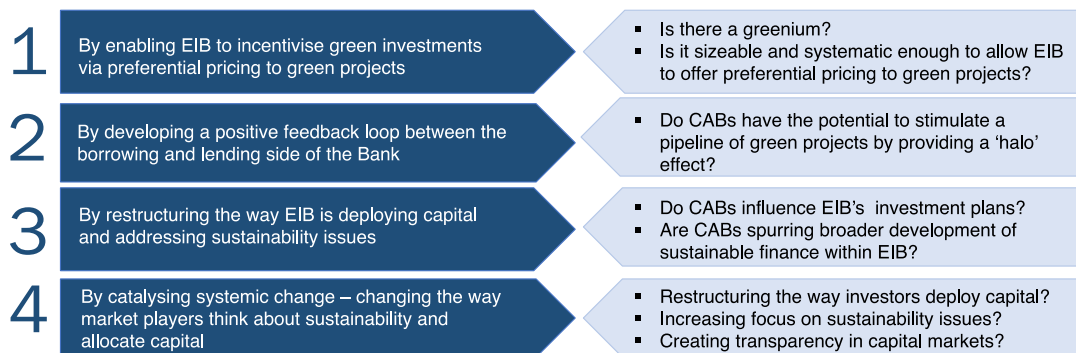 1
By enabling EIB to incentivise green investments
via preferential pricing to green projects
▪ Is there a greenium?
▪ Is it sizeable and systematic enough to allow EIB
to offer preferential pricing to green projects?
2
By developing a positive feedback loop between the
borrowing and lending side of the Bank
▪ Do CABs have the potential to stimulate a
pipeline of green projects by providing a ‘halo’
effect?
3
By restructuring the way EIB is deploying capital
and addressing sustainability issues
▪ Do CABs influence EIB’s investment plans?
▪ Are CABs spurring broader development of
sustainable finance within EIB?
4
By catalysing systemic change – changing the way
market players think about sustainability and
allocate capital
▪ Restructuring the way investors deploy capital?
▪ Increasing focus on sustainability issues?
▪ Creating transparency in capital markets?